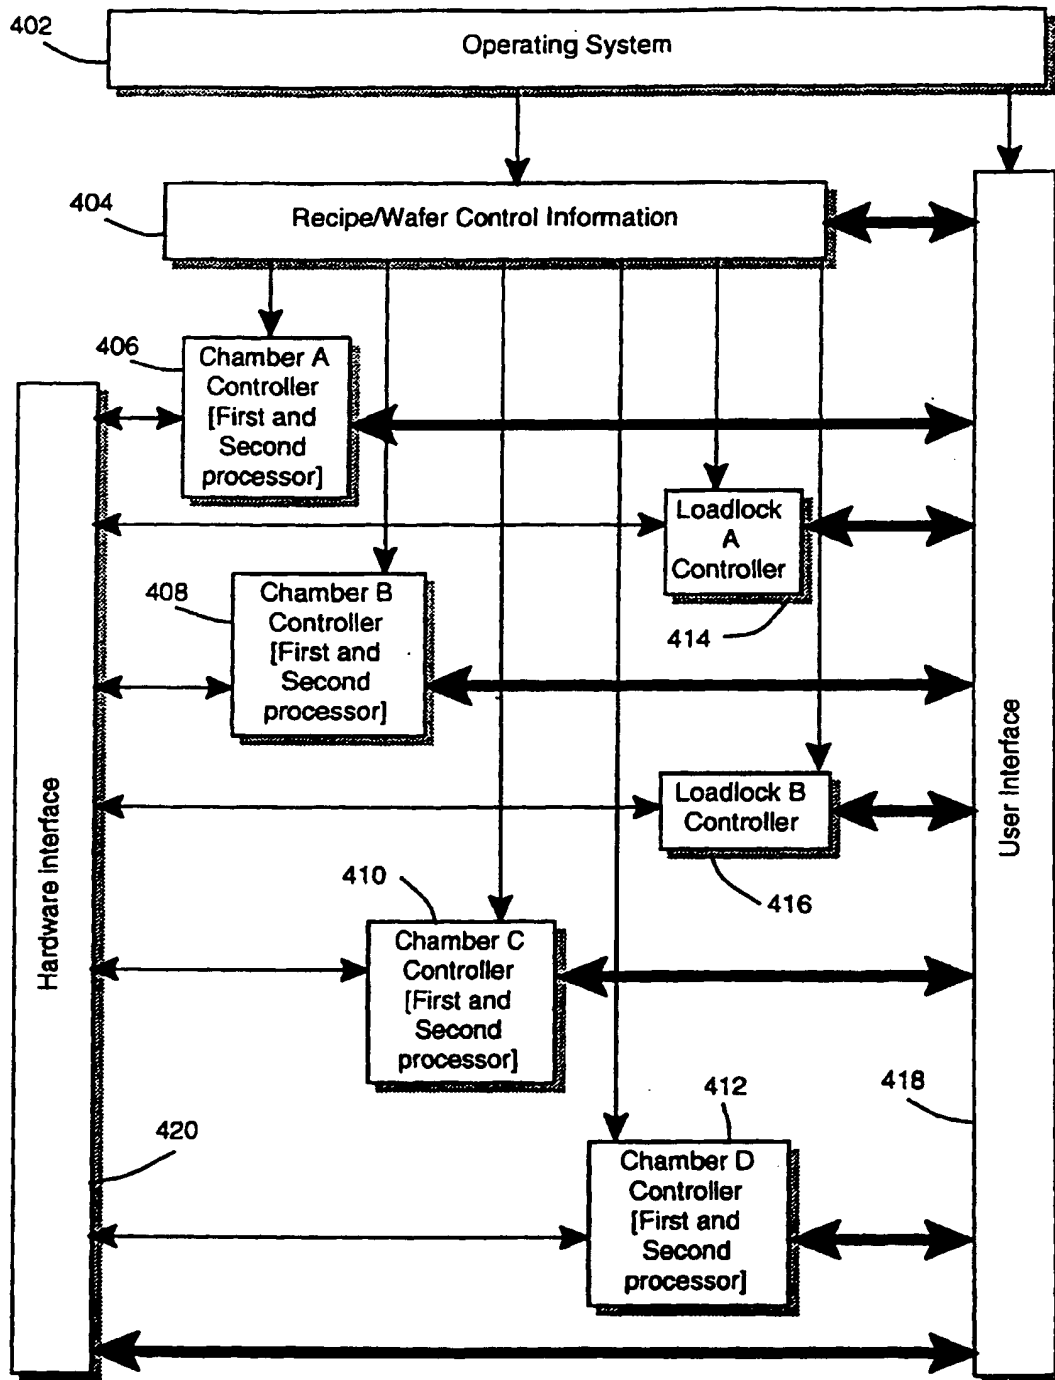 402
Operating System
404
Recipe/Wafer Control Information
406
Chamber A
Controller
[First and
Second
processor]
Loadlock
A
Controller
414
408
Chamber B
Controller
[First and
Second
processor]
Hardware Interface
User Interface
Loadlock B
Controller
416
410
Chamber C
Controller
[First and
Second
processor]
418
412
420
Chamber D
Controller
[First and
Second
processor]